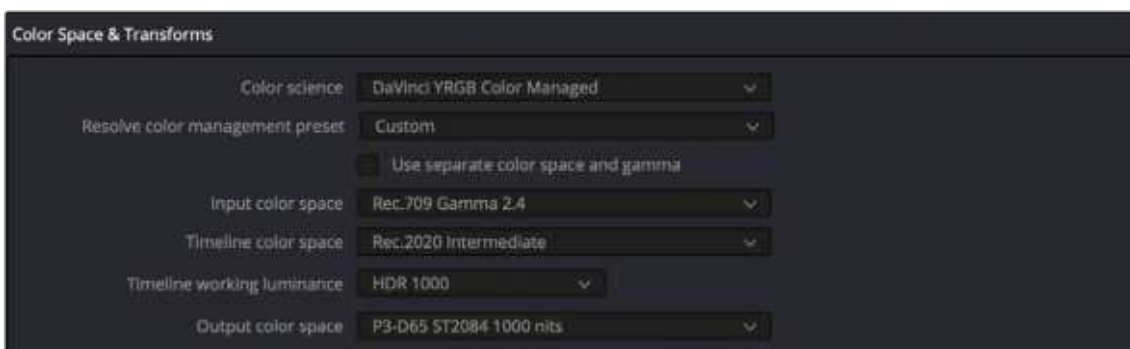 Color Space & Transforms
Color science DaVinci YRGB Color Managed
Resolve color management preset Custom
Use separate color space and gamma
Input color space Rec.709 Gamma 2.4
Timeline color space Rec.2020 Intermediate
Timeline working luminance HDR 1000
Output color space P3-D65 ST2084 1000 nits